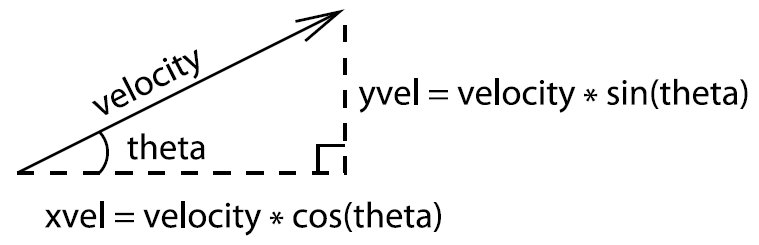 velocity
yvel = velocity * sin(theta)
theta
xvel = velocity * cos(theta)